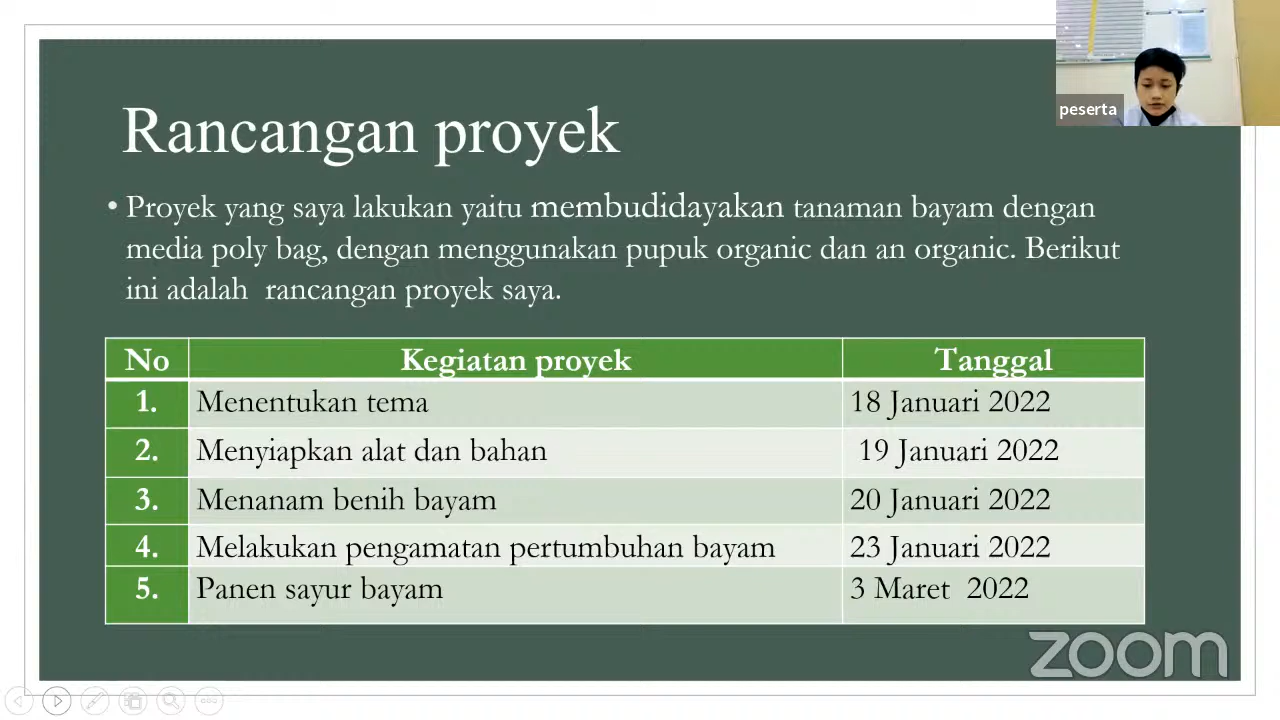 peserta
Rancangan proyek
• Proyek yang saya lakukan yaitu membudidayakan tanaman bayam dengan
media poly bag, dengan menggunakan pupuk organic dan an organic. Berikut
ini adalah rancangan proyek saya.
No Kegiatan proyek Tanggal
1. Menentukan tema 18 Januari 2022
2. Menyiapkan alat dan bahan 19 Januari 2022
3. Menanam benih bayam 20 Januari 2022
4. Melakukan pengamatan pertumbuhan bayam 23 Januari 2022
5. Panen sayur bayam 3 Maret 2022
zoom